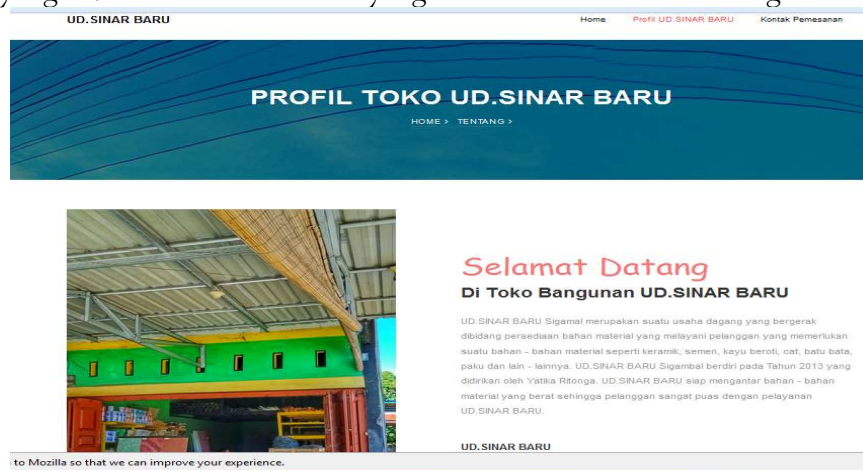 UD.SINAR BARU
Home Profil UD.SINAR BARU Kontak Pemesanan
PROFIL TOKO UD.SINAR BARU
HOME > TENTANG >
Selamat Datang
Di Toko Bangunan UD.SINAR BARU
UD.SINAR BARU Sigamal merupakan suatu usaha dagang yang bergerak
dibidang persediaan bahan material yang melayani pelanggan yang memerlukan
suatu bahan - bahan material seperti keramik, semen, kayu beroti, cat, batu bata,
paku dan lain - lainnya. UD.SINAR BARU Sigambal berdiri pada Tahun 2013 yang
didirikan oleh Yatika Ritonga. UD.SINAR BARU siap mengantar bahan - bahan
material yang berat sehingga pelanggan sangat puas dengan pelayanan
UD.SINAR BARU.
UD.SINAR BARU
to Mozilla so that we can improve your experience.